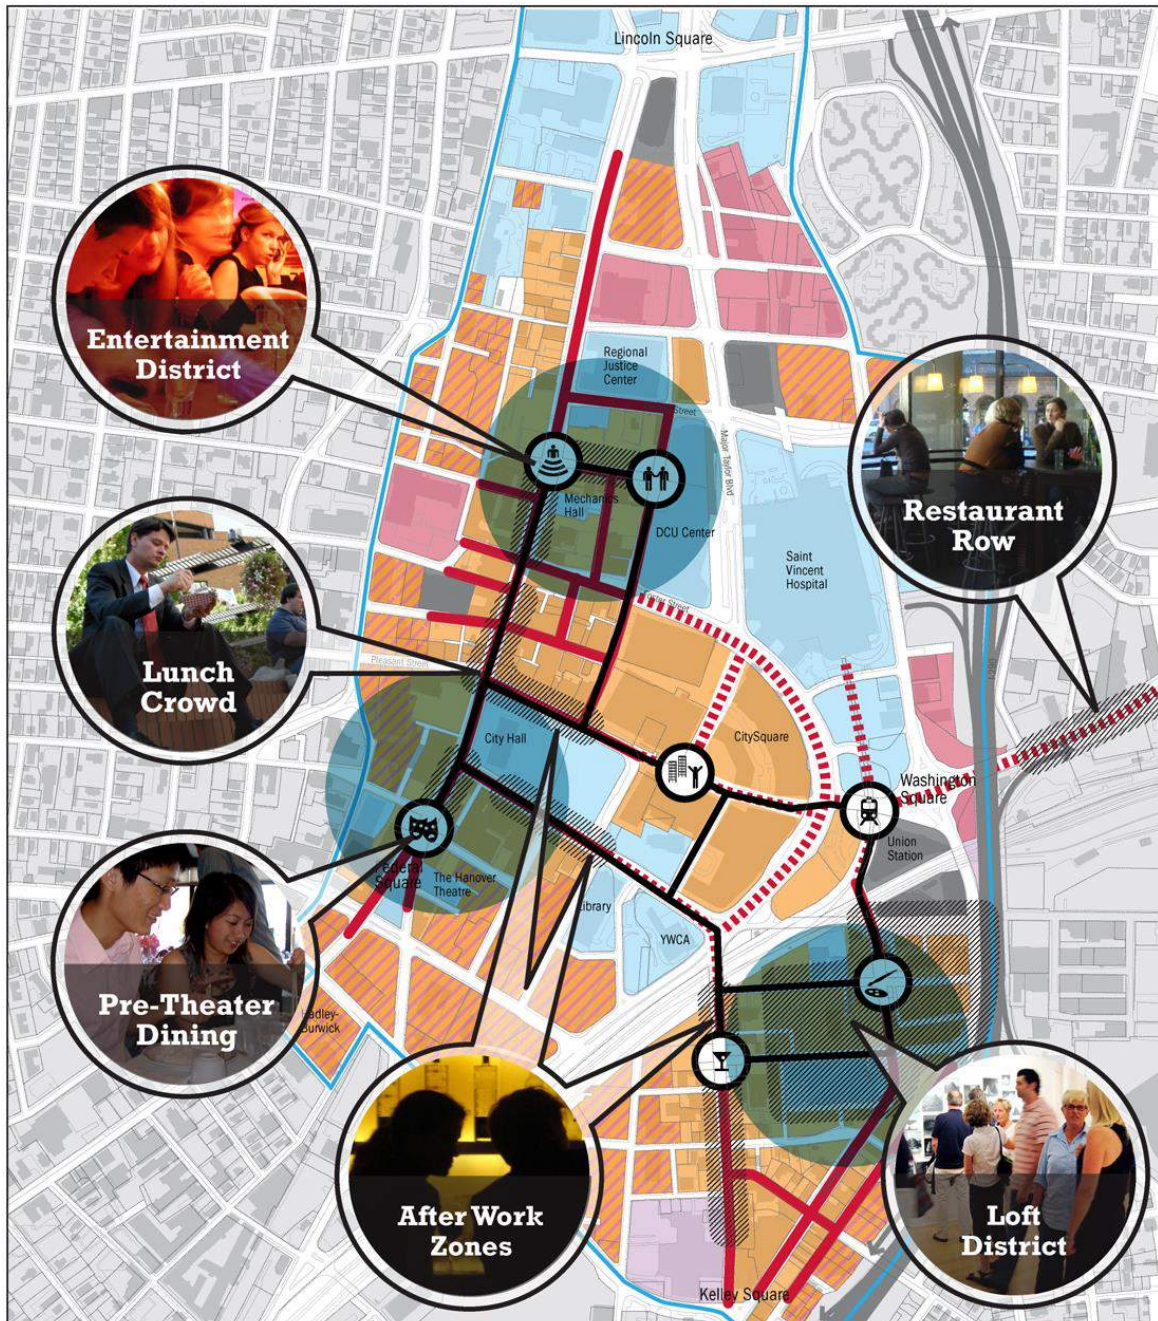 Lincoln Square
Entertainment
District
Regional
Justice
Center
Street
Major Taylor Blvd
Mechanics
Hall
DCU Center
Restaurant
Row
Saint
Vincent
Hospital
Lunch
Crowd
Pleasant Street
City Hall
CitySquare
Washington
Square
Union
Station
Federal
Square
The Hanover
Theatre
Library
YWCA
Pre-Theater
Dining
After Work
Zones
Loft
District
Kelley Square